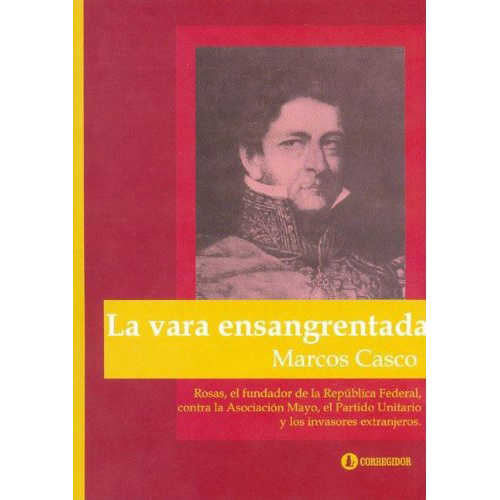 La vara ensangrentada
Marcos Casco
Rosas, el fundador de la República Federal,
contra la Asociación Mayo, el Partido Unitario
y los invasores extranjeros.
CORREGIDOR